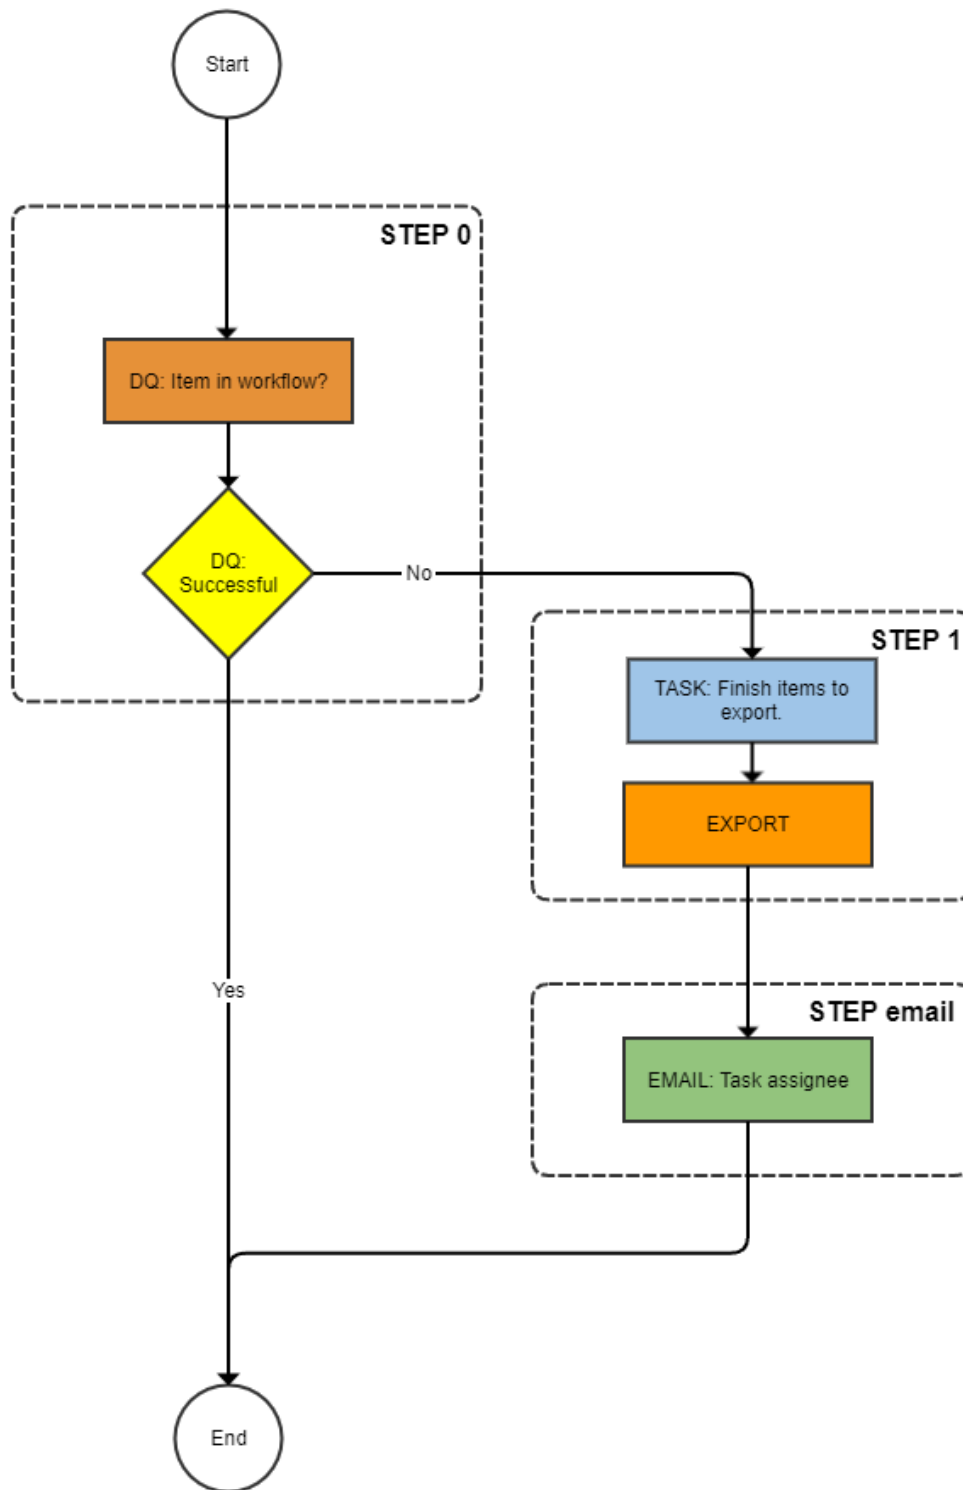 Start
STEP 0
DQ: Item in workflow?
DQ:
Successful
No
STEP 1
TASK: Finish items to
export.
EXPORT
Yes
STEP email
EMAIL: Task assignee
End